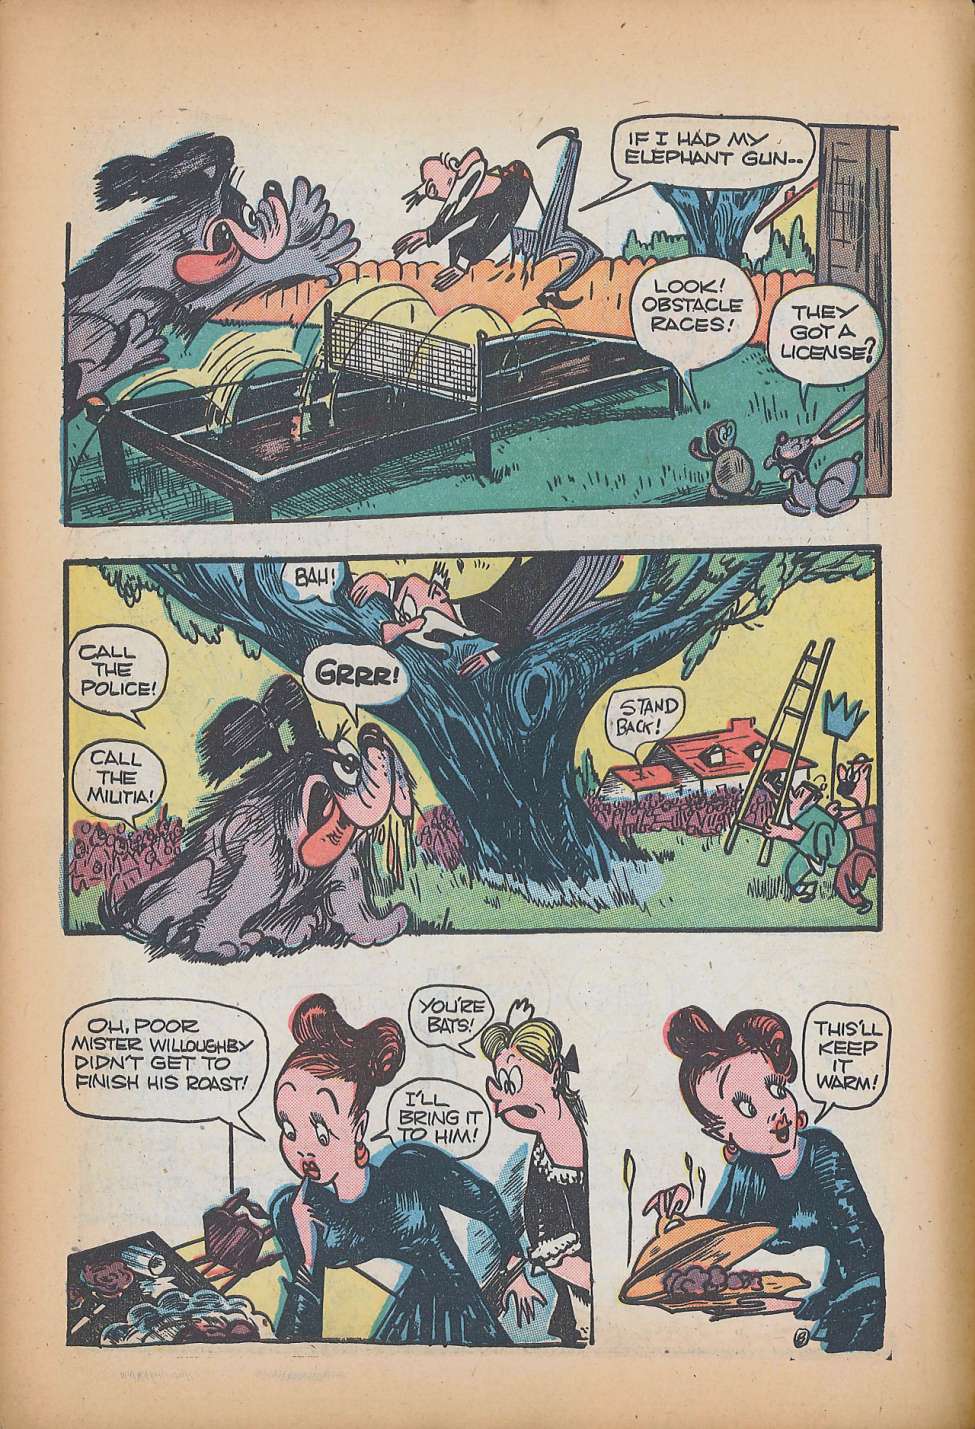 IF I HAD MY
ELEPHANT GUN--
LOOK!
OBSTACLE
RACES!
THEY
GOT A
LICENSE?
BAH!
CALL
THE
POLICE!
GRRR!
CALL
THE
MILITIA!
STAND
BACK!
OH, POOR
MISTER WILLOUGHBY
DIDN'T GET TO
FINISH HIS ROAST!
YOU'RE
BATS!
I'LL
BRING IT
TO HIM!
THIS'LL
KEEP
IT
WARM!
8